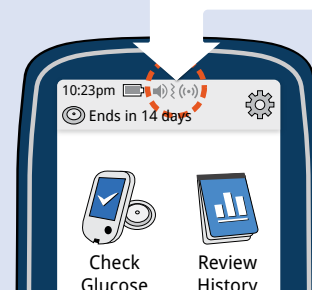 10:23pm
Ends in 14 days
Check
Glucose
Review
History